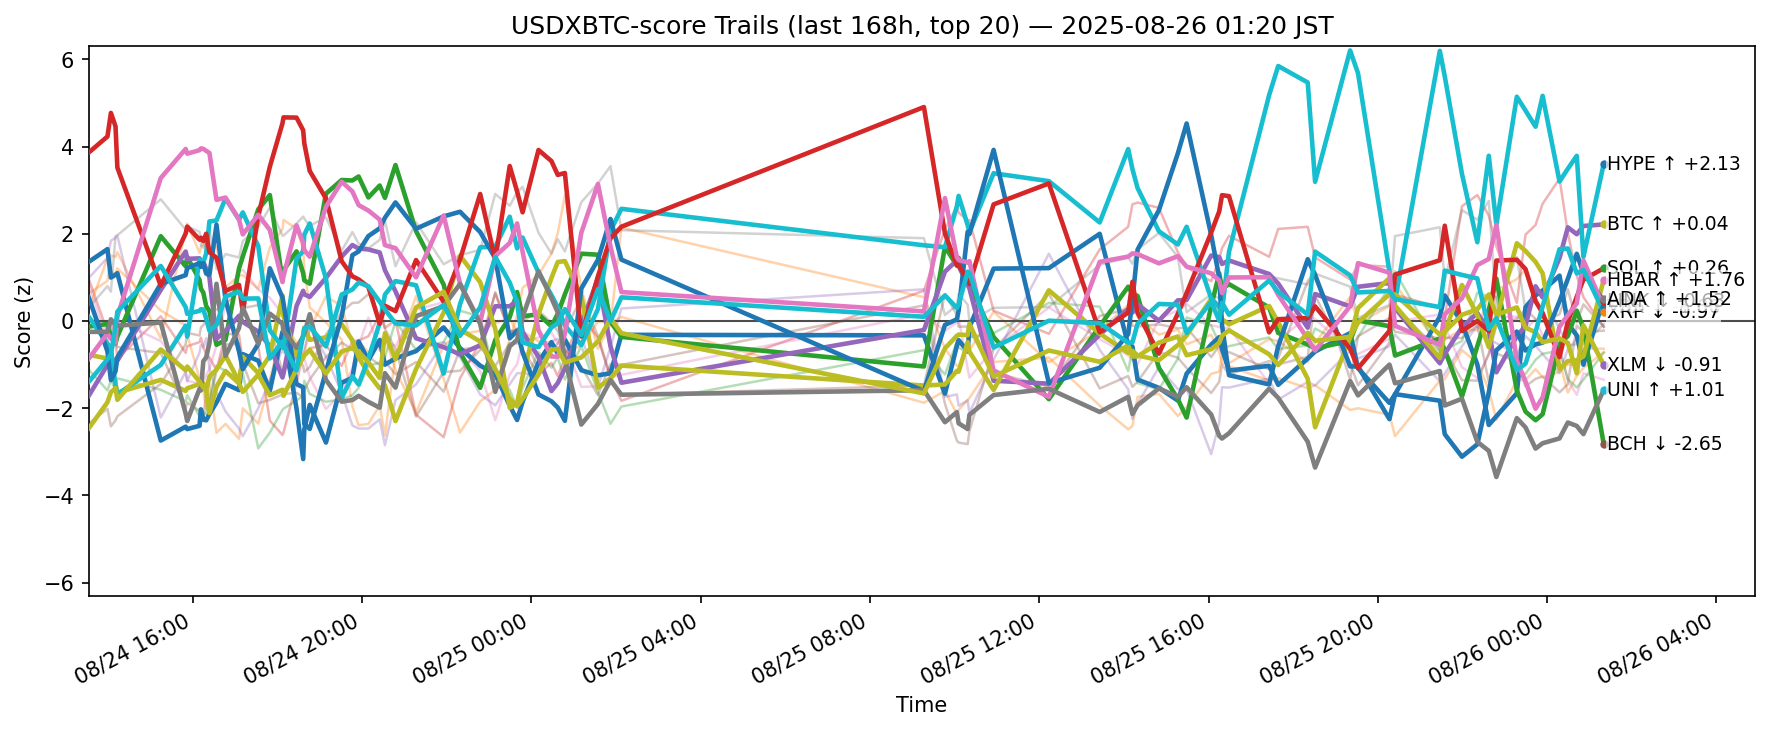 USDXBTC-score Trails (last 168h, top 20) — 2025-08-26 01:20 JST
Score (z)
6
4
2
0
−2
−4
−6
HYPE ↑ +2.13
BTC ↑ +0.04
SOL ↑ +0.26
HBAR ↑ +1.76
ADA ↑ +1.52
XRP ↓ -0.97
XLM ↓ -0.91
UNI ↑ +1.01
BCH ↓ -2.65
08/24 16:00
08/24 20:00
08/25 00:00
08/25 04:00
08/25 08:00
08/25 12:00
08/25 16:00
08/25 20:00
08/26 00:00
08/26 04:00
Time